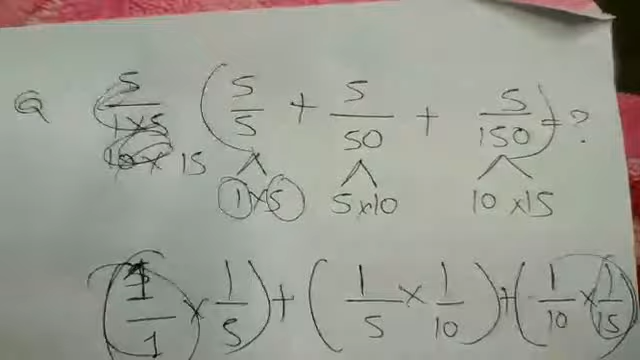 Q 5/(1×5) (5/5 + 5/50 + 5/150) = ?
10 × 15
1×5 5×10 10×15
(1/1 × 1/5) + (1/5 × 1/10) + (1/10 × 1/15)